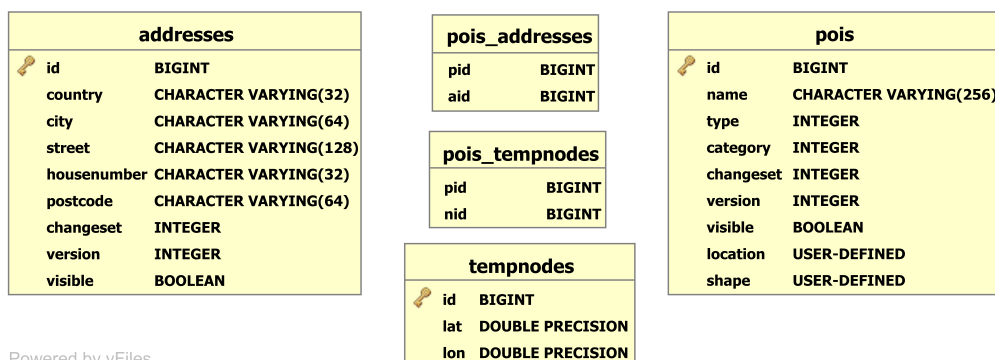 addresses
id BIGINT
country CHARACTER VARYING(32)
city CHARACTER VARYING(64)
street CHARACTER VARYING(128)
housenumber CHARACTER VARYING(32)
postcode CHARACTER VARYING(64)
changeset INTEGER
version INTEGER
visible BOOLEAN
pois_addresses
pid BIGINT
aid BIGINT
pois_tempnodes
pid BIGINT
nid BIGINT
tempnodes
id BIGINT
lat DOUBLE PRECISION
lon DOUBLE PRECISION
pois
id BIGINT
name CHARACTER VARYING(256)
type INTEGER
category INTEGER
changeset INTEGER
version INTEGER
visible BOOLEAN
location USER-DEFINED
shape USER-DEFINED
Powered by yFiles